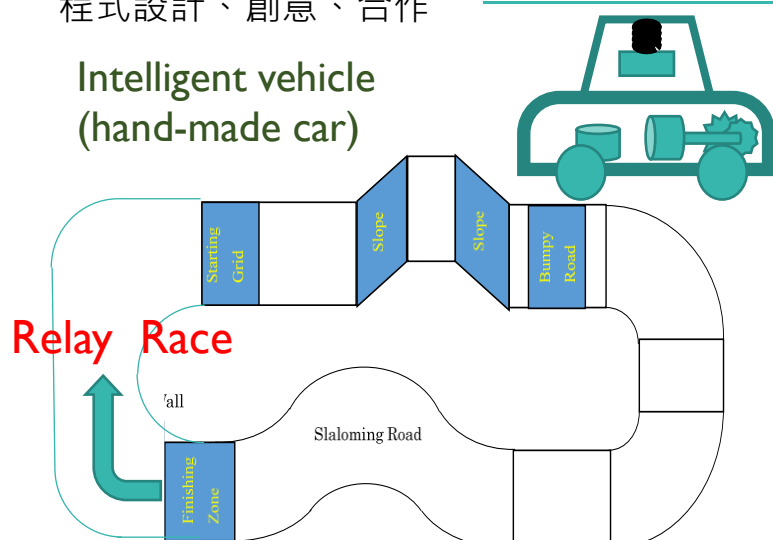 程式設計、創意、合作
Intelligent vehicle
(hand-made car)
Starting
Grid
Slope
Slope
Bumpy
Road
Relay Race
all
Slaloming Road
Finishing
Zone